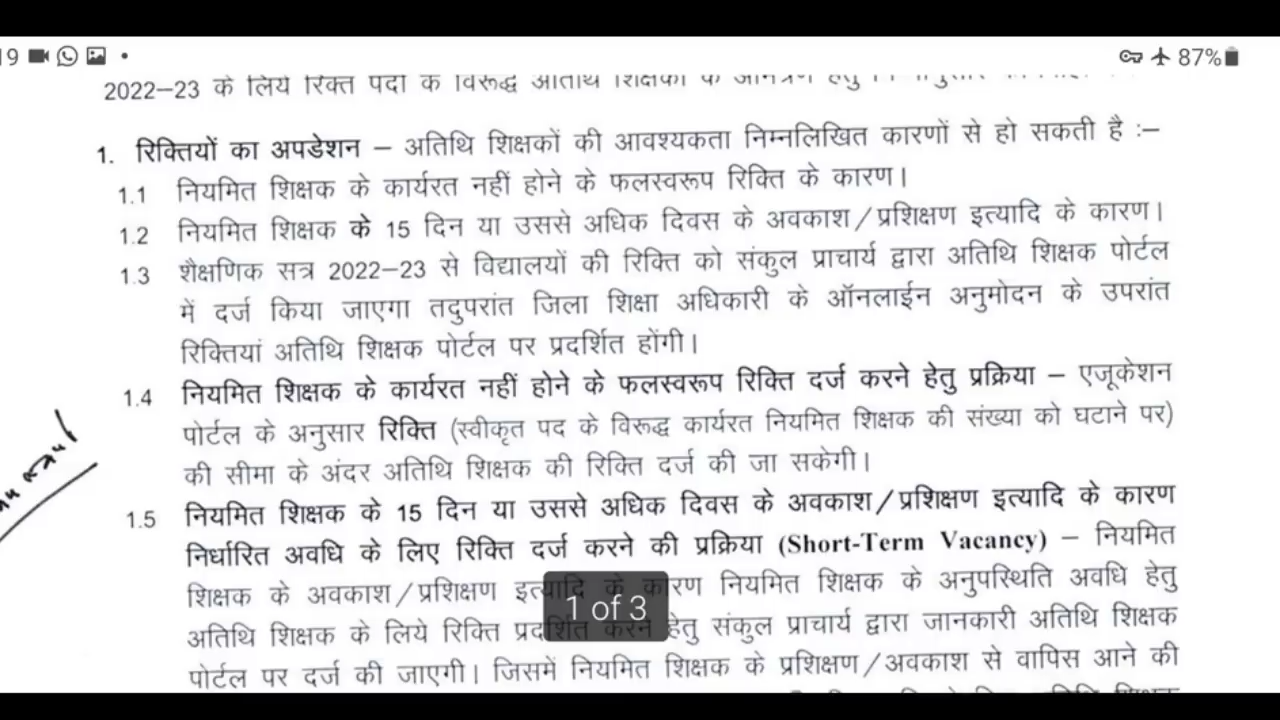 19
87%
2022–23 के लिये रिक्त पदों के विरूद्ध अतिथि शिक्षकों के आमंत्रण हेतु
1. रिक्तियों का अपडेशन – अतिथि शिक्षकों की आवश्यकता निम्नलिखित कारणों से हो सकती है :–
1.1 नियमित शिक्षक के कार्यरत नहीं होने के फलस्वरूप रिक्ति के कारण।
1.2 नियमित शिक्षक के 15 दिन या उससे अधिक दिवस के अवकाश/प्रशिक्षण इत्यादि के कारण।
1.3 शैक्षणिक सत्र 2022–23 से विद्यालयों की रिक्ति को संकुल प्राचार्य द्वारा अतिथि शिक्षक पोर्टल
में दर्ज किया जाएगा तदुपरांत जिला शिक्षा अधिकारी के ऑनलाईन अनुमोदन के उपरांत
रिक्तियां अतिथि शिक्षक पोर्टल पर प्रदर्शित होंगी।
1.4 नियमित शिक्षक के कार्यरत नहीं होने के फलस्वरूप रिक्ति दर्ज करने हेतु प्रक्रिया – एजूकेशन
पोर्टल के अनुसार रिक्ति (स्वीकृत पद के विरूद्ध कार्यरत नियमित शिक्षक की संख्या को घटाने पर)
की सीमा के अंदर अतिथि शिक्षक की रिक्ति दर्ज की जा सकेगी।
1.5 नियमित शिक्षक के 15 दिन या उससे अधिक दिवस के अवकाश/प्रशिक्षण इत्यादि के कारण
निर्धारित अवधि के लिए रिक्ति दर्ज करने की प्रक्रिया (Short-Term Vacancy) – नियमित
शिक्षक के अवकाश/प्रशिक्षण इत्यादि के कारण नियमित शिक्षक के अनुपस्थिति अवधि हेतु
1 of 3
अतिथि शिक्षक के लिये रिक्ति प्रदर्शित करने हेतु संकुल प्राचार्य द्वारा जानकारी अतिथि शिक्षक
पोर्टल पर दर्ज की जाएगी। जिसमें नियमित शिक्षक के प्रशिक्षण/अवकाश से वापिस आने की